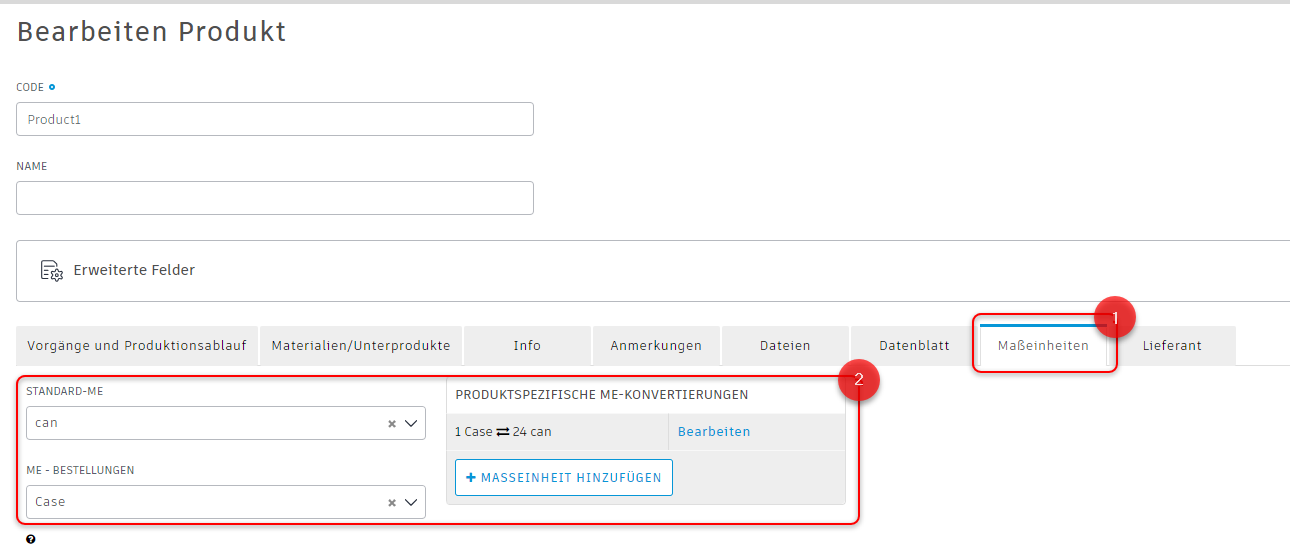 Bearbeiten Produkt
CODE
Product1
NAME
Erweiterte Felder
1
Vorgänge und Produktionsablauf Materialien/Unterprodukte Info Anmerkungen Dateien Datenblatt Maßeinheiten Lieferant
2
STANDARD-ME
can
ME - BESTELLUNGEN
Case
PRODUKTSPEZIFISCHE ME-KONVERTIERUNGEN
1 Case ⇄ 24 can Bearbeiten
+ MASSEINHEIT HINZUFÜGEN